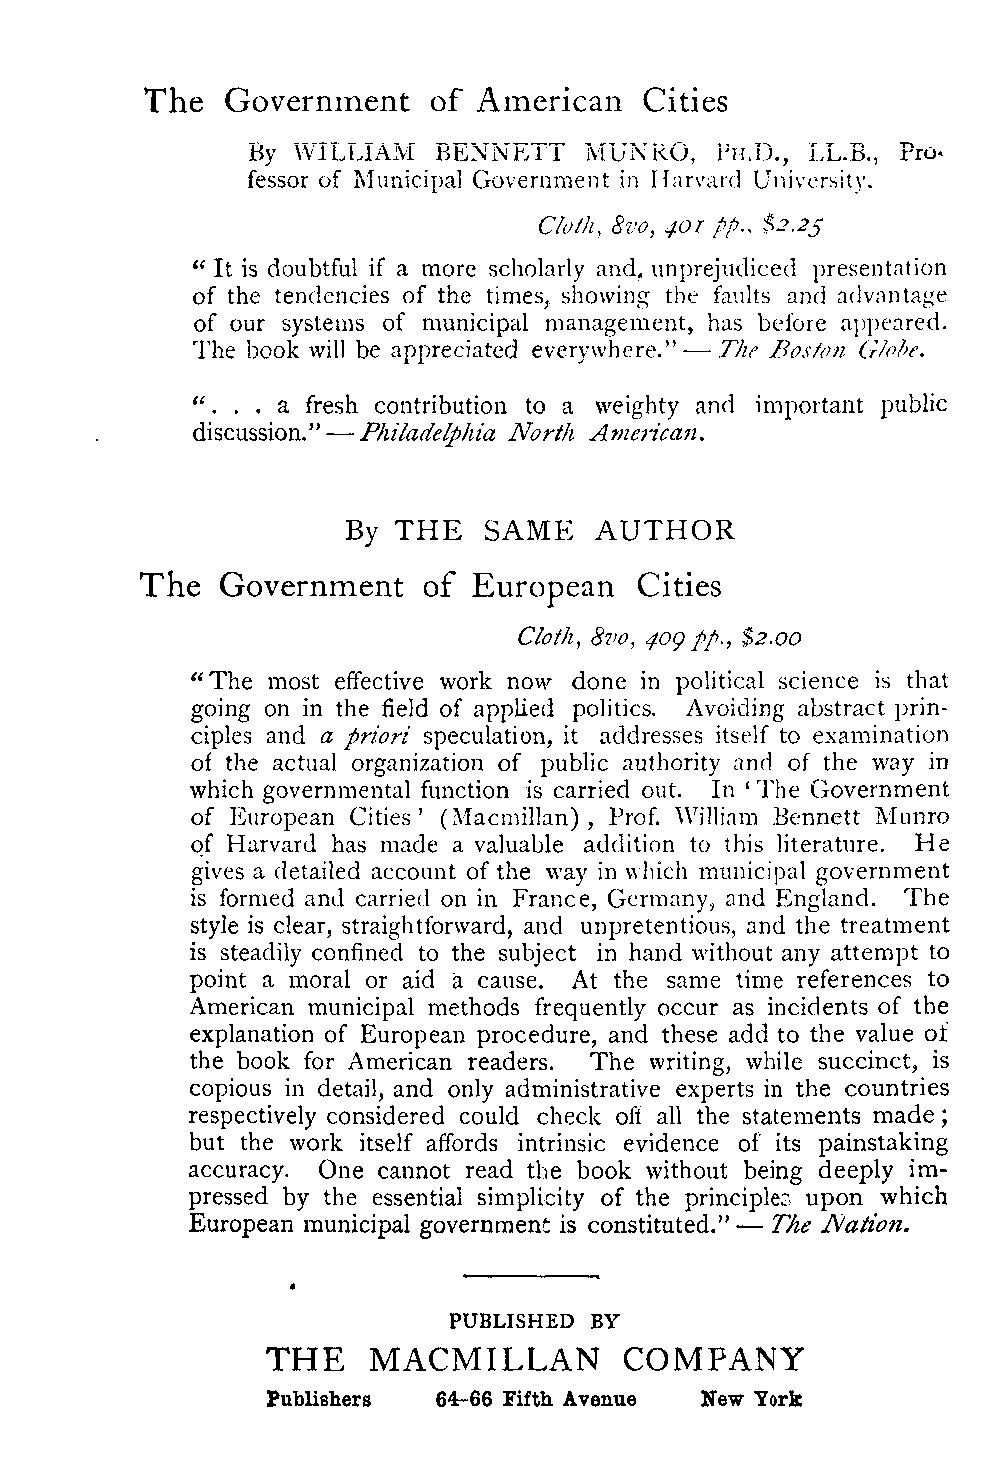 The Government of American Cities
By WILLIAM BENNETT MUNRO, PH.D., LL.B., Pro-
fessor of Municipal Government in Harvard University.
Cloth, 8vo, 401 pp., $2.25
“It is doubtful if a more scholarly and, unprejudiced presentation
of the tendencies of the times, showing the faults and advantage
of our systems of municipal management, has before appeared.
The book will be appreciated everywhere.” — The Boston Globe.
“. . . a fresh contribution to a weighty and important public
discussion.” — Philadelphia North American.
By THE SAME AUTHOR
The Government of European Cities
Cloth, 8vo, 409 pp., $2.00
“The most effective work now done in political science is that
going on in the field of applied politics. Avoiding abstract prin-
ciples and a priori speculation, it addresses itself to examination
of the actual organization of public authority and of the way in
which governmental function is carried out. In ‘The Government
of European Cities’ (Macmillan), Prof. William Bennett Munro
of Harvard has made a valuable addition to this literature. He
gives a detailed account of the way in which municipal government
is formed and carried on in France, Germany, and England. The
style is clear, straightforward, and unpretentious, and the treatment
is steadily confined to the subject in hand without any attempt to
point a moral or aid a cause. At the same time references to
American municipal methods frequently occur as incidents of the
explanation of European procedure, and these add to the value of
the book for American readers. The writing, while succinct, is
copious in detail, and only administrative experts in the countries
respectively considered could check off all the statements made;
but the work itself affords intrinsic evidence of its painstaking
accuracy. One cannot read the book without being deeply im-
pressed by the essential simplicity of the principles upon which
European municipal government is constituted.” — The Nation.
PUBLISHED BY
THE MACMILLAN COMPANY
Publishers 64–66 Fifth Avenue New York